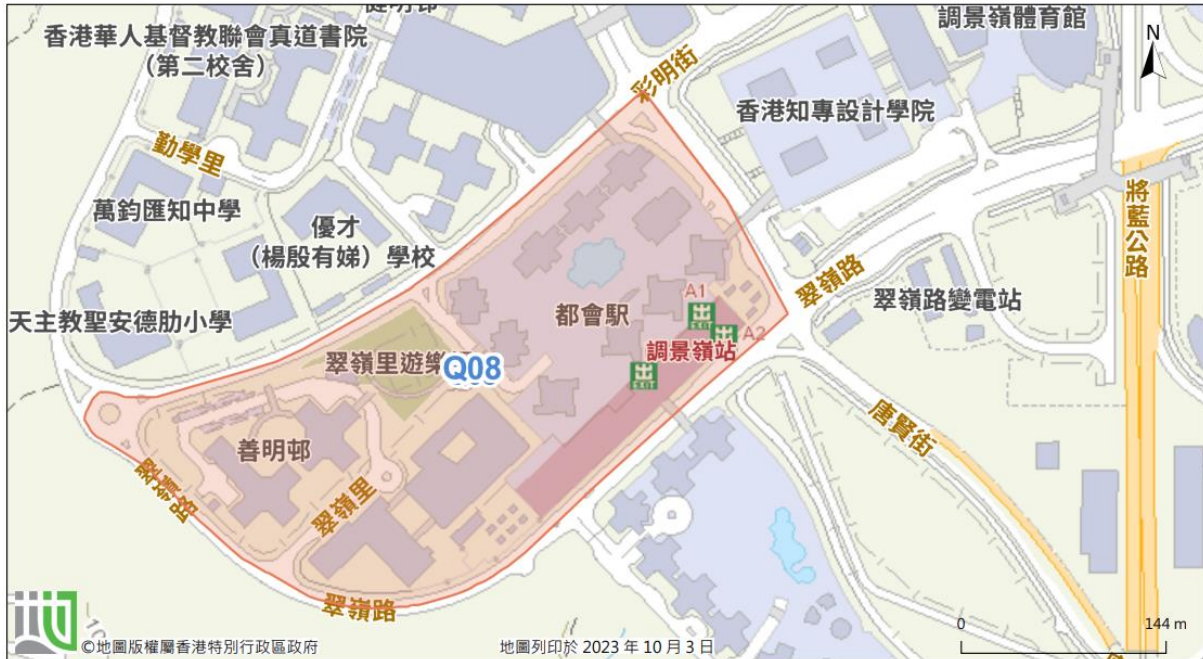 調景嶺體育館
香港華人基督教聯會真道書院
（第二校舍）
N
彩明街
香港知專設計學院
勤學里
萬鈞匯知中學
優才
（楊殷有娣）學校
將藍公路
翠嶺路
翠嶺路變電站
天主教聖安德肋小學
都會駅
A1
出
EXIT
出
A2
調景嶺站
出
EXIT
翠嶺里遊樂
Q08
唐賢街
善明邨
翠嶺路
翠嶺里
翠嶺路
©地圖版權屬香港特別行政區政府
地圖列印於 2023 年 10 月 3 日
0
144 m